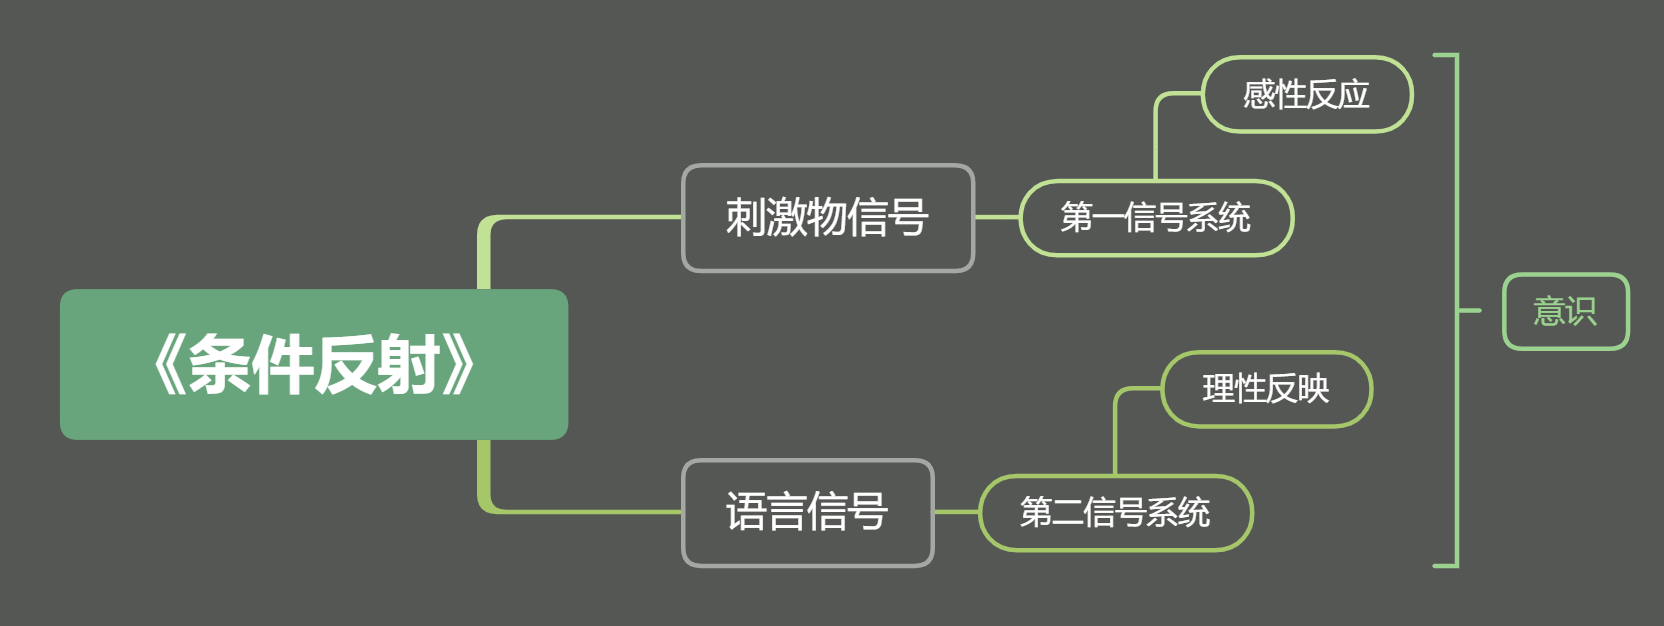 《条件反射》
刺激物信号
第一信号系统
感性反应
语言信号
第二信号系统
理性反映
意识